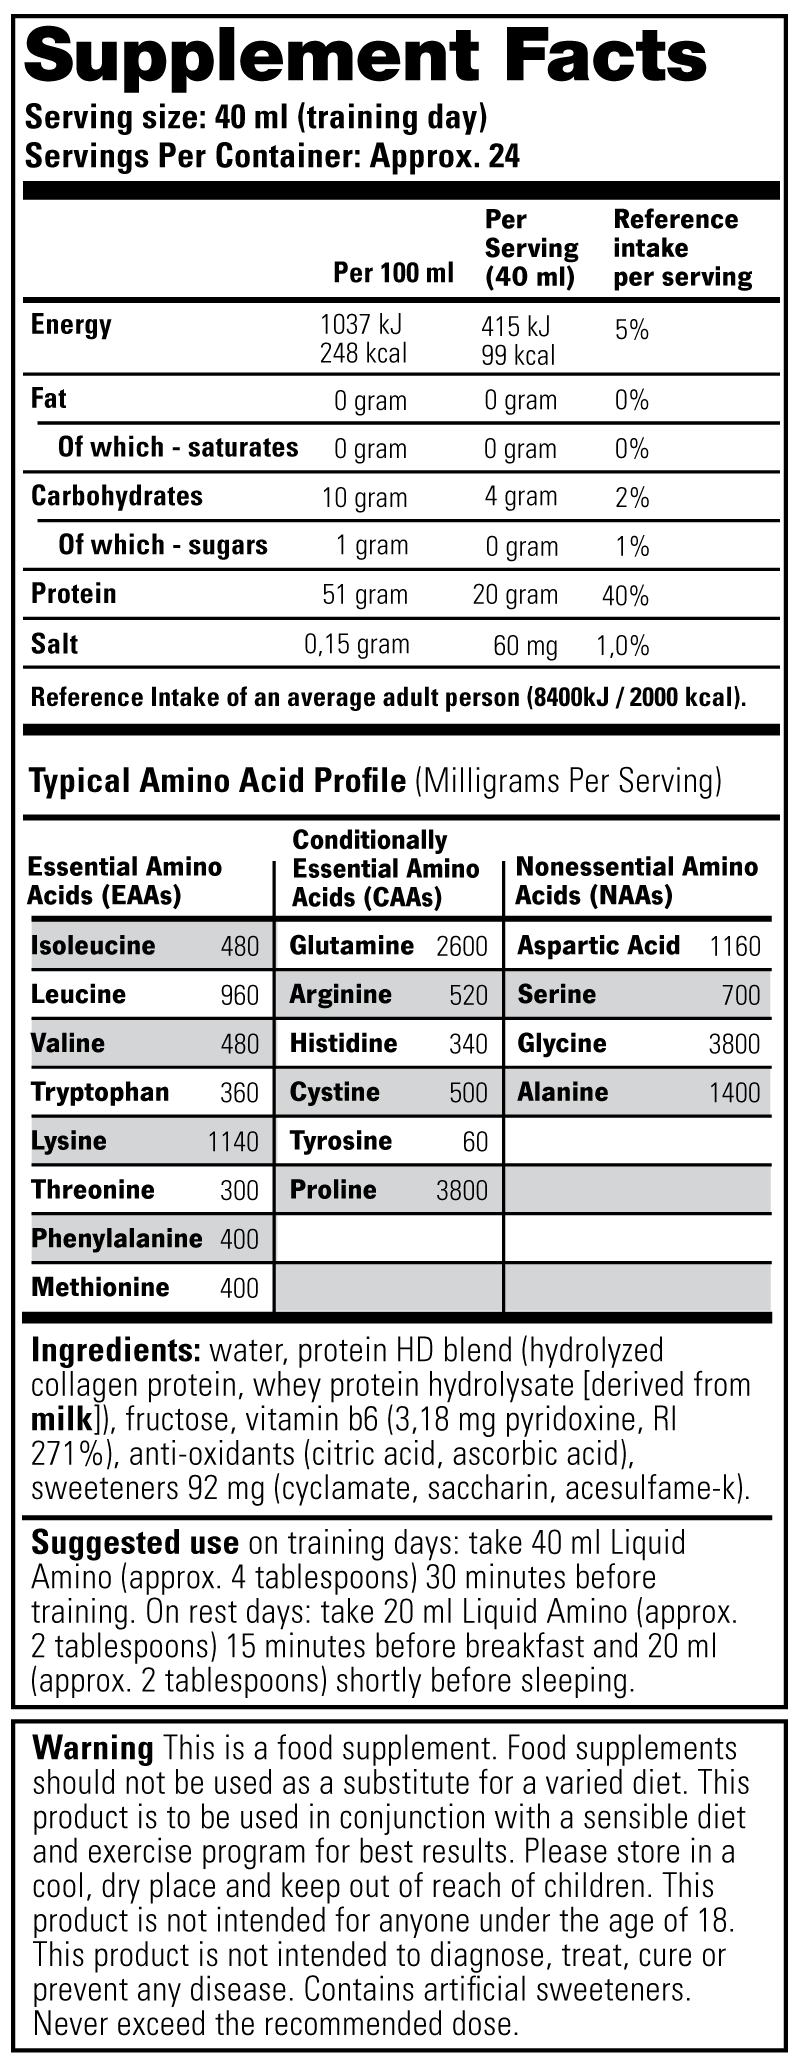 Supplement Facts
Serving size: 40 ml (training day)
Servings Per Container: Approx. 24
Per 100 ml
Per
Serving
(40 ml)
Reference
intake
per serving
Energy
1037 kJ
248 kcal
415 kJ
99 kcal
5%
Fat 0 gram 0 gram 0%
Of which - saturates 0 gram 0 gram 0%
Carbohydrates 10 gram 4 gram 2%
Of which - sugars 1 gram 0 gram 1%
Protein 51 gram 20 gram 40%
Salt 0,15 gram 60 mg 1,0%
Reference Intake of an average adult person (8400kJ / 2000 kcal).
Typical Amino Acid Profile (Milligrams Per Serving)
Essential Amino
Acids (EAAs)
Conditionally
Essential Amino
Acids (CAAs)
Nonessential Amino
Acids (NAAs)
Isoleucine 480 Glutamine 2600 Aspartic Acid 1160
Leucine 960 Arginine 520 Serine 700
Valine 480 Histidine 340 Glycine 3800
Tryptophan 360 Cystine 500 Alanine 1400
Lysine 1140 Tyrosine 60
Threonine 300 Proline 3800
Phenylalanine 400
Methionine 400
Ingredients: water, protein HD blend (hydrolyzed
collagen protein, whey protein hydrolysate [derived from
milk]), fructose, vitamin b6 (3,18 mg pyridoxine, RI
271%), anti-oxidants (citric acid, ascorbic acid),
sweeteners 92 mg (cyclamate, saccharin, acesulfame-k).
Suggested use on training days: take 40 ml Liquid
Amino (approx. 4 tablespoons) 30 minutes before
training. On rest days: take 20 ml Liquid Amino (approx.
2 tablespoons) 15 minutes before breakfast and 20 ml
(approx. 2 tablespoons) shortly before sleeping.
Warning This is a food supplement. Food supplements
should not be used as a substitute for a varied diet. This
product is to be used in conjunction with a sensible diet
and exercise program for best results. Please store in a
cool, dry place and keep out of reach of children. This
product is not intended for anyone under the age of 18.
This product is not intended to diagnose, treat, cure or
prevent any disease. Contains artificial sweeteners.
Never exceed the recommended dose.